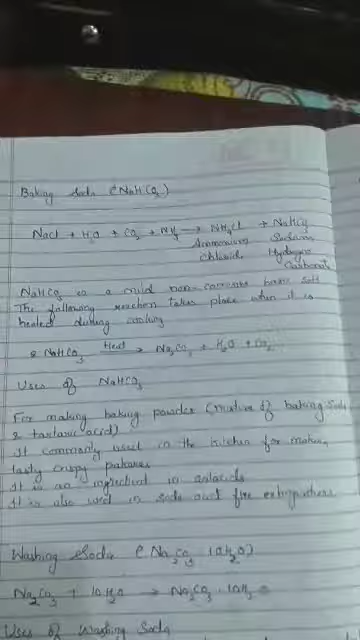 Baking Soda (NaHCO3)
NaCl + H2O + CO2 + NH3 → NH4Cl + NaHCO3
Ammonium Sodium
Chloride Hydrogen
Carbonate
NaHCO3 is a mild non-corrosive base salt
The following reaction takes place when it is
heated during cooking
2 NaHCO3 —Heat→ Na2CO3 + H2O + CO2
Uses of NaHCO3
For making baking powder (mixture of baking soda
& tartaric acid)
It commonly used in the kitchen for making
tasty crispy pakoras
It is an ingredient in antacids
It is also used in soda acid fire extinguishers
Washing Soda (Na2CO3 10H2O)
Na2CO3 + 10H2O → Na2CO3 . 10H2O
Uses of Washing Soda